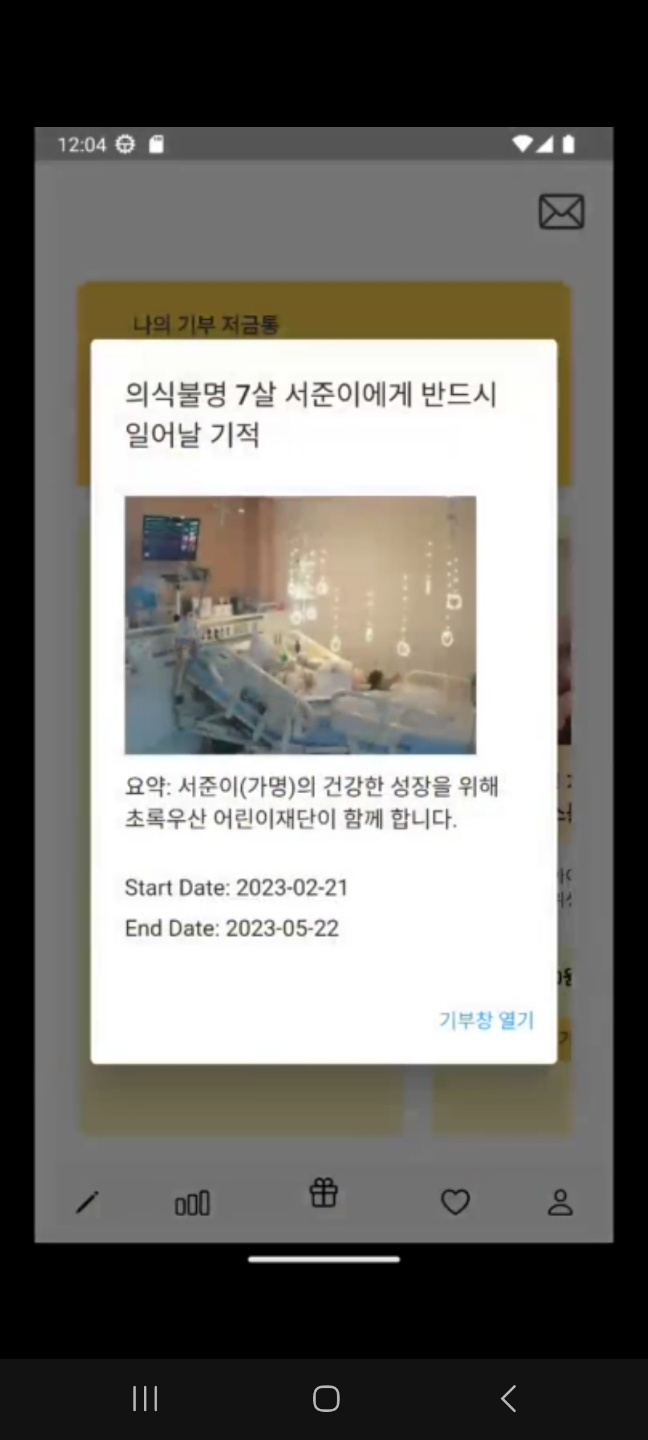 12:04
나의 기부 저금통
의식불명 7살 서준이에게 반드시
일어날 기적
요약: 서준이(가명)의 건강한 성장을 위해
초록우산 어린이재단이 함께 합니다.
Start Date: 2023-02-21
End Date: 2023-05-22
기부창 열기